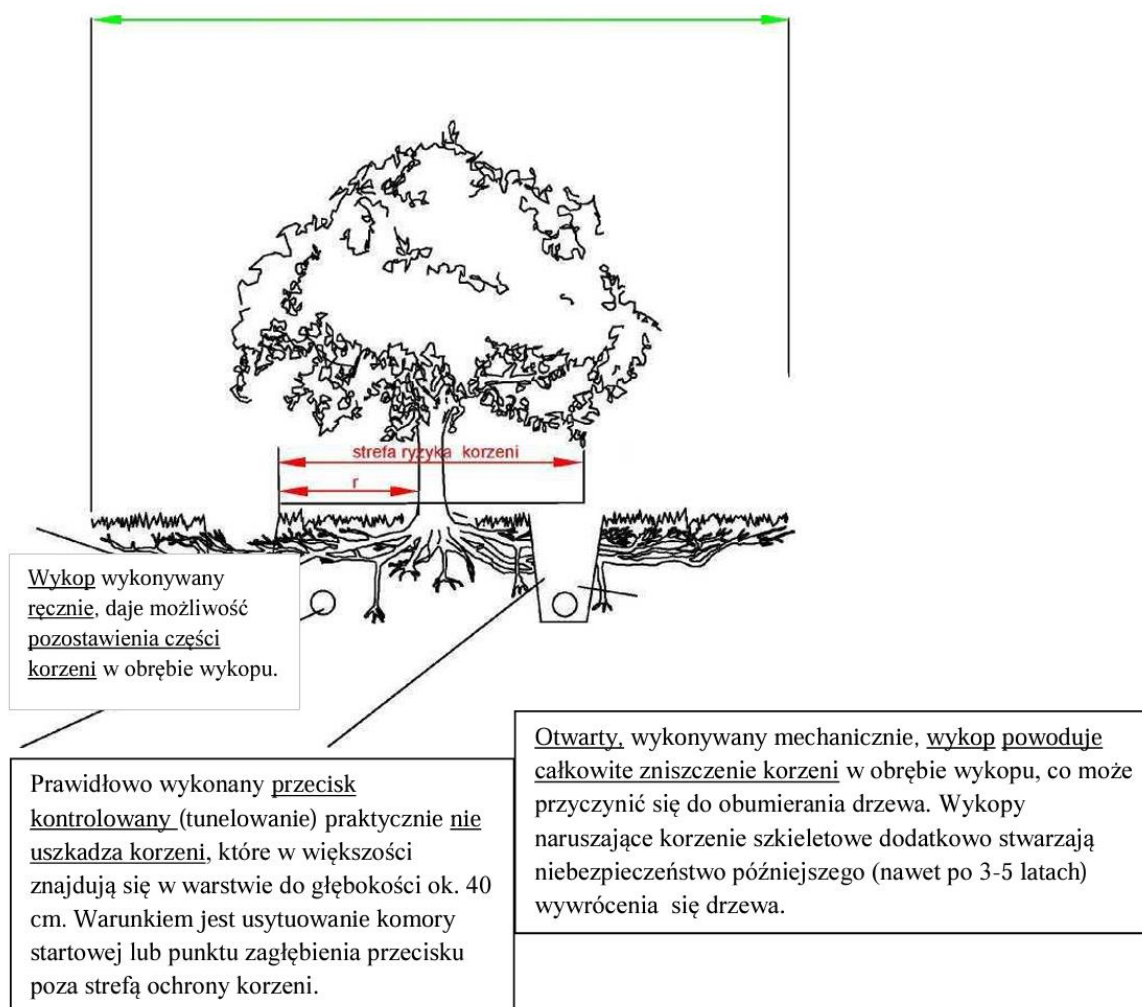 strefa ryzyka korzeni
r
Wykop wykonywany
ręcznie, daje możliwość
pozostawienia części
korzeni w obrębie wykopu.
Prawidłowo wykonany przecisk
kontrolowany (tunelowanie) praktycznie nie
uszkadza korzeni, które w większości
znajdują się w warstwie do głębokości ok. 40
cm. Warunkiem jest usytuowanie komory
startowej lub punktu zagłębienia przecisku
poza strefą ochrony korzeni.
Otwarty, wykonywany mechanicznie, wykop powoduje
całkowite zniszczenie korzeni w obrębie wykopu, co może
przyczynić się do obumierania drzewa. Wykopy
naruszające korzenie szkieletowe dodatkowo stwarzają
niebezpieczeństwo późniejszego (nawet po 3-5 latach)
wywrócenia się drzewa.